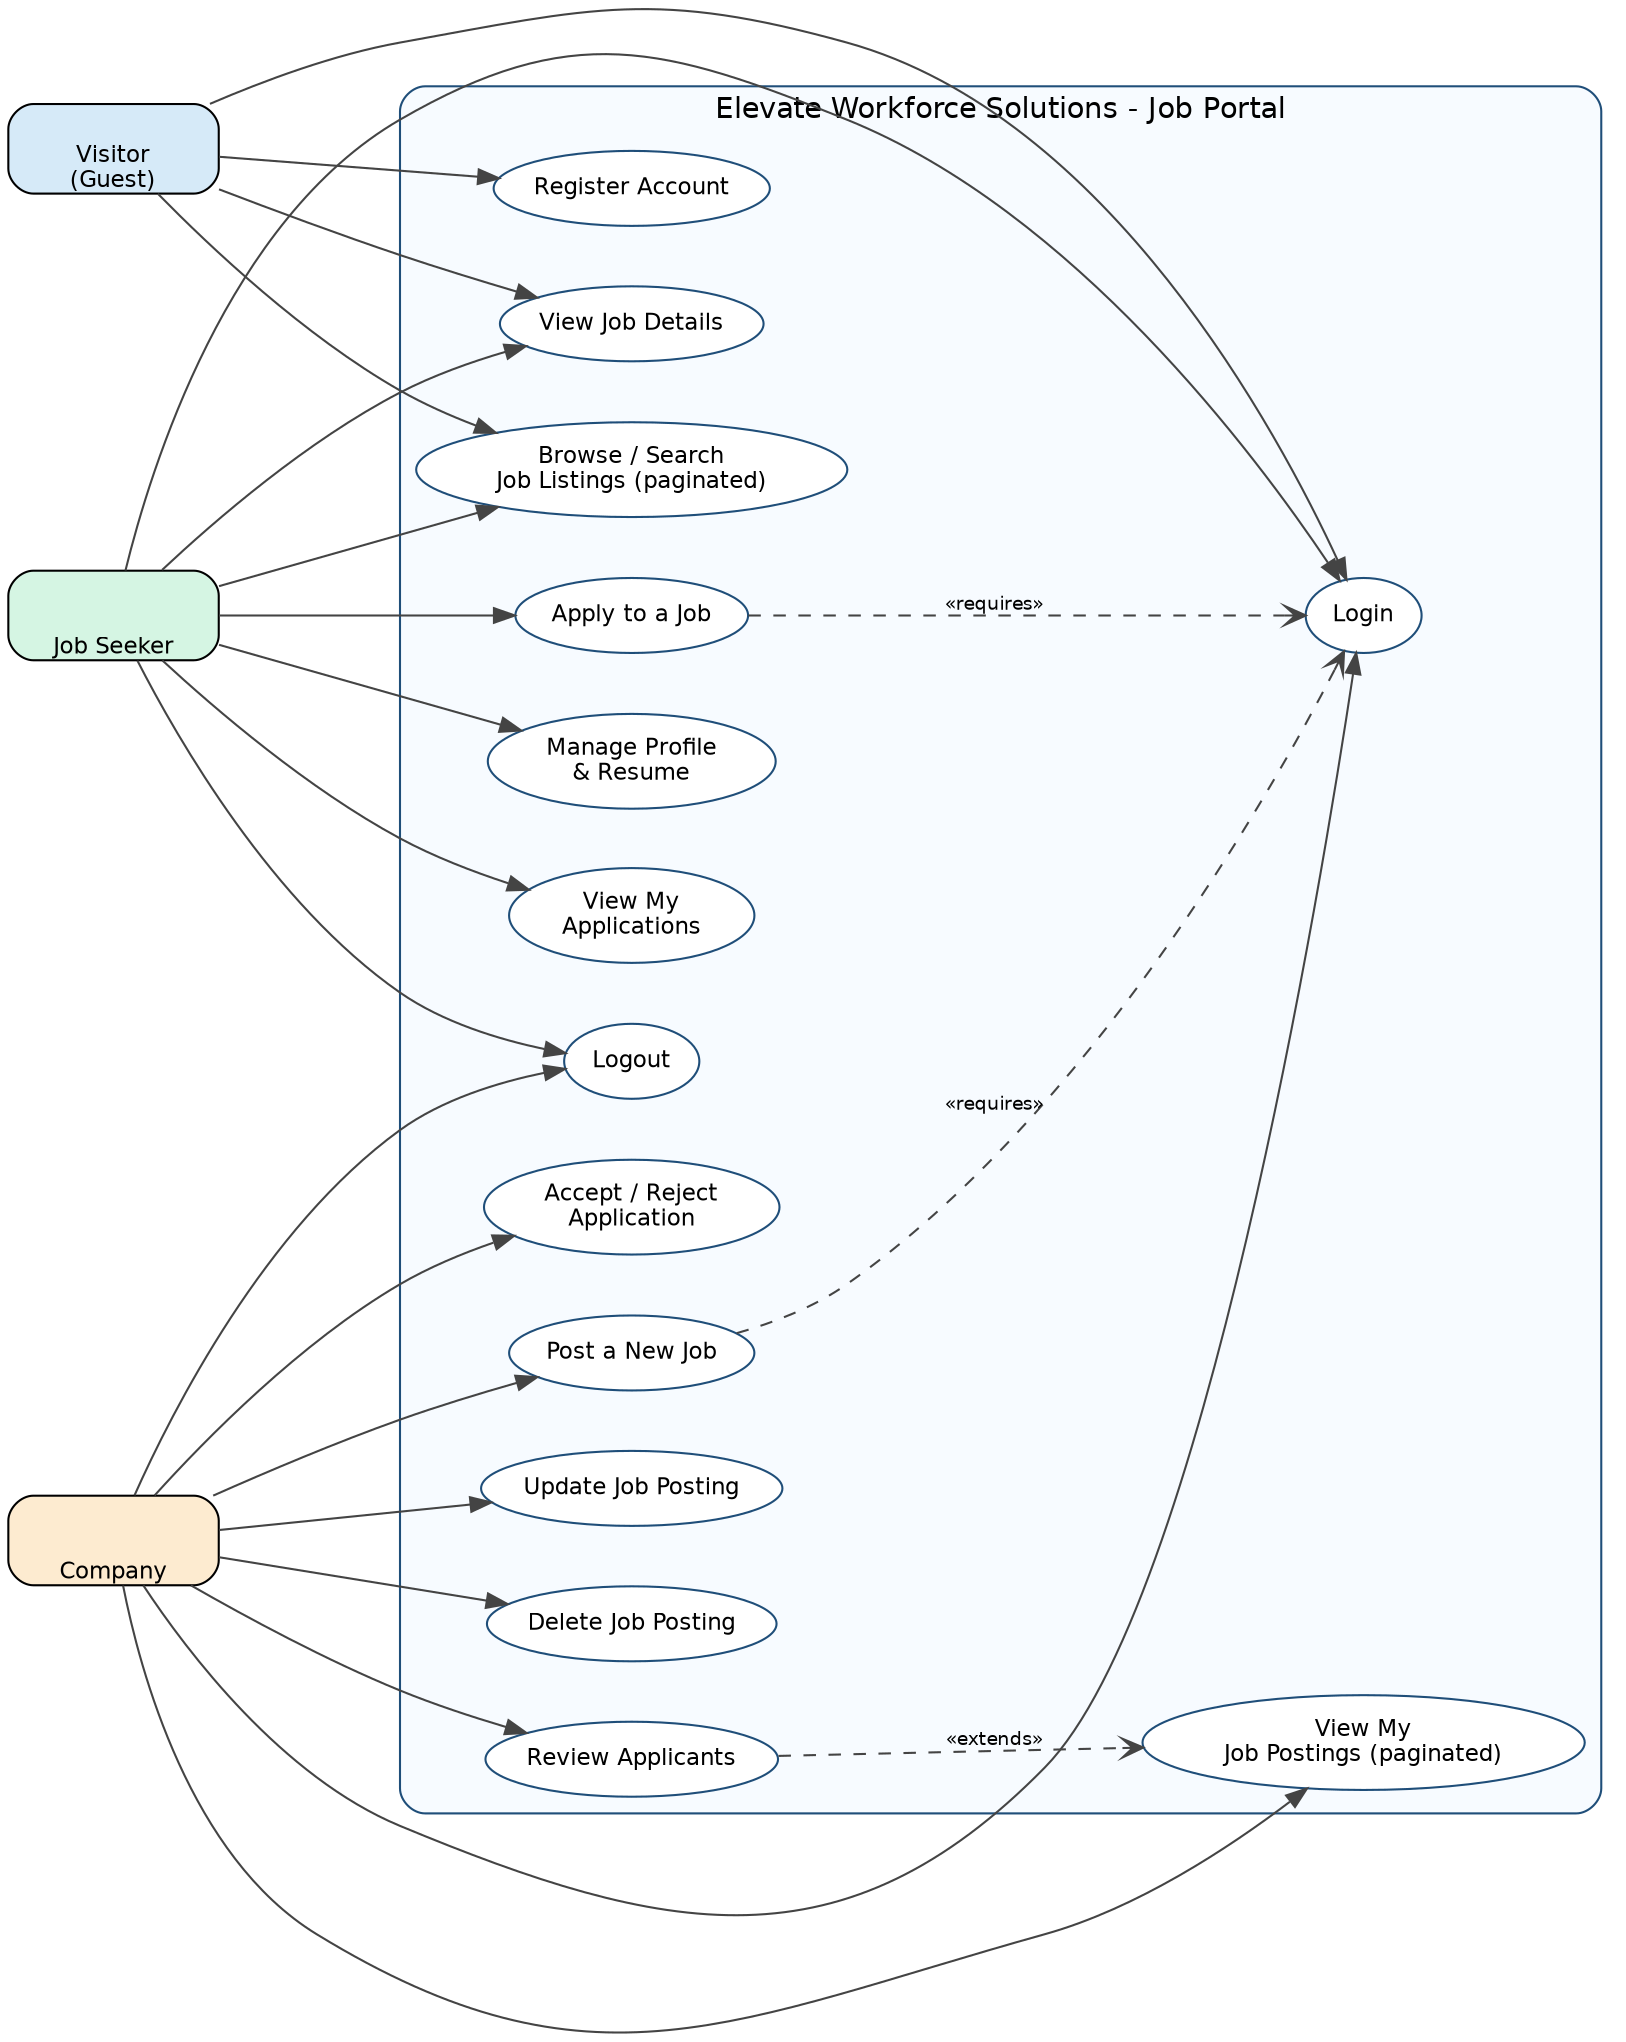 Elevate Workforce Solutions - Job Portal
Visitor
(Guest)
Register Account
View Job Details
Browse / Search
Job Listings (paginated)
Job Seeker
Apply to a Job
«requires»
Login
Manage Profile
& Resume
View My
Applications
Logout
«requires»
Accept / Reject
Application
Post a New Job
Update Job Posting
Company
Delete Job Posting
Review Applicants
«extends»
View My
Job Postings (paginated)